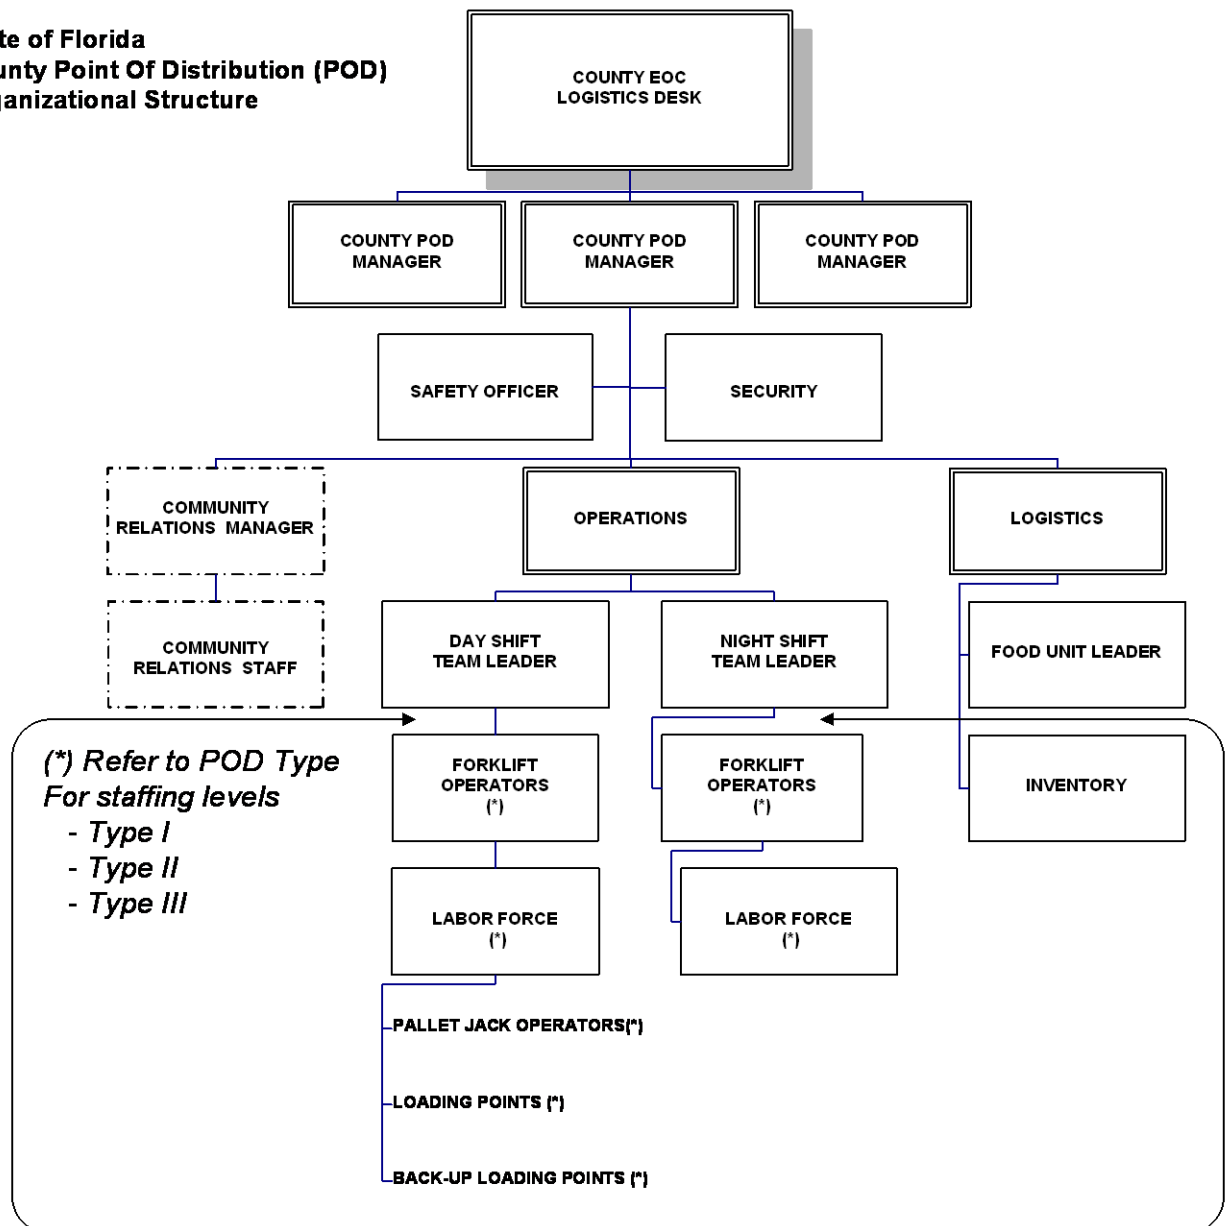 te of Florida
unty Point Of Distribution (POD)
ganizational Structure
COUNTY EOC
LOGISTICS DESK
COUNTY POD
MANAGER
COUNTY POD
MANAGER
COUNTY POD
MANAGER
SAFETY OFFICER
SECURITY
COMMUNITY
RELATIONS MANAGER
OPERATIONS
LOGISTICS
COMMUNITY
RELATIONS STAFF
DAY SHIFT
TEAM LEADER
NIGHT SHIFT
TEAM LEADER
FOOD UNIT LEADER
(*) Refer to POD Type
For staffing levels
- Type I
- Type II
- Type III
FORKLIFT
OPERATORS
(*)
FORKLIFT
OPERATORS
(*)
INVENTORY
LABOR FORCE
(*)
LABOR FORCE
(*)
PALLET JACK OPERATORS(*)
LOADING POINTS (*)
BACK-UP LOADING POINTS (*)